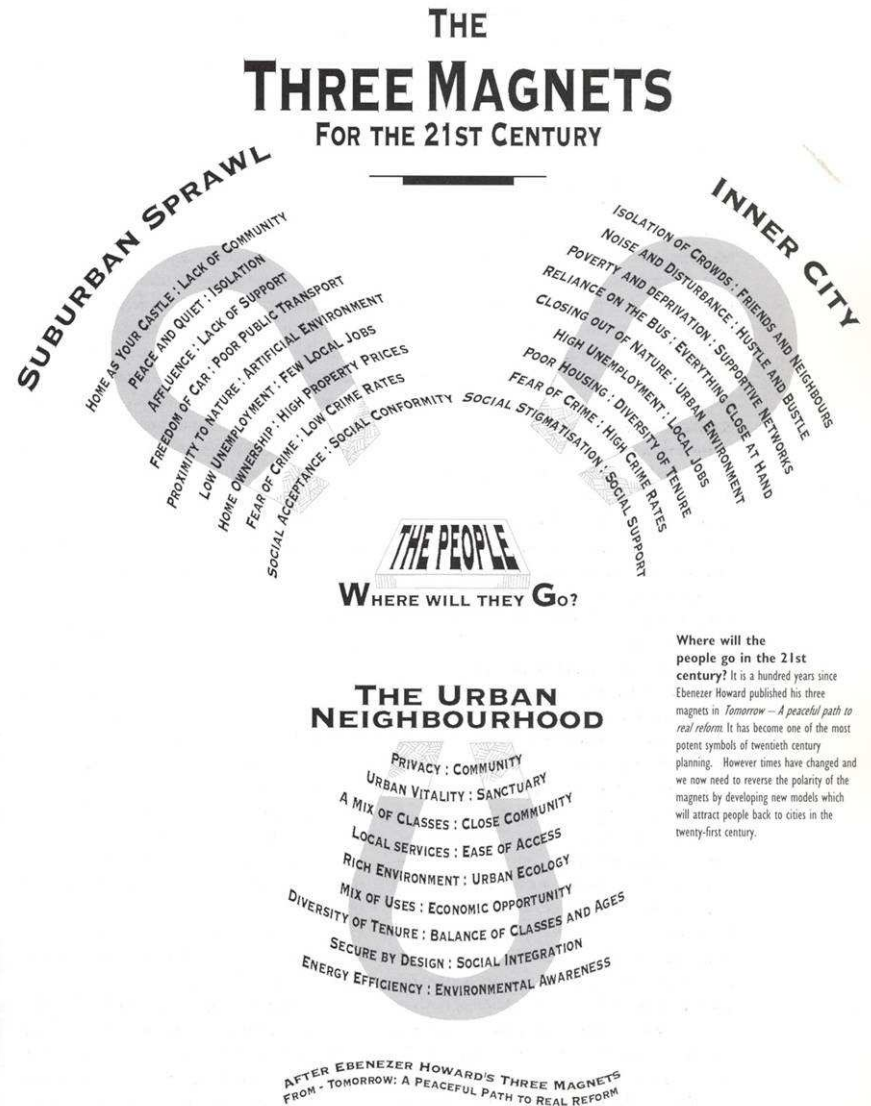 THE
THREE MAGNETS
FOR THE 21ST CENTURY
SUBURBAN SPRAWL
HOME AS YOUR CASTLE : LACK OF COMMUNITY
PEACE AND QUIET : ISOLATION
AFFLUENCE : LACK OF SUPPORT
FREEDOM OF CAR : POOR PUBLIC TRANSPORT
PROXIMITY TO NATURE : ARTIFICIAL ENVIRONMENT
LOW UNEMPLOYMENT : FEW LOCAL JOBS
HOME OWNERSHIP : HIGH PROPERTY PRICES
FEAR OF CRIME : LOW CRIME RATES
SOCIAL ACCEPTANCE : SOCIAL CONFORMITY
INNER CITY
ISOLATION OF CROWDS : FRIENDS AND NEIGHBOURS
NOISE AND DISTURBANCE : HUSTLE AND BUSTLE
POVERTY AND DEPRIVATION : SUPPORTIVE NETWORKS
RELIANCE ON THE BUS : EVERYTHING CLOSE AT HAND
CLOSING OUT OF NATURE : URBAN ENVIRONMENT
HIGH UNEMPLOYMENT : LOCAL JOBS
POOR HOUSING : DIVERSITY OF TENURE
FEAR OF CRIME : HIGH CRIME RATES
SOCIAL STIGMATISATION : SOCIAL SUPPORT
THE PEOPLE
WHERE WILL THEY GO?
THE URBAN
NEIGHBOURHOOD
PRIVACY : COMMUNITY
URBAN VITALITY : SANCTUARY
A MIX OF CLASSES : CLOSE COMMUNITY
LOCAL SERVICES : EASE OF ACCESS
RICH ENVIRONMENT : URBAN ECOLOGY
MIX OF USES : ECONOMIC OPPORTUNITY
DIVERSITY OF TENURE : BALANCE OF CLASSES AND AGES
SECURE BY DESIGN : SOCIAL INTEGRATION
ENERGY EFFICIENCY : ENVIRONMENTAL AWARENESS
Where will the
people go in the 21st
century? It is a hundred years since
Ebenezer Howard published his three
magnets in Tomorrow – A peaceful path to
real reform. It has become one of the most
potent symbols of twentieth century
planning. However times have changed and
we now need to reverse the polarity of the
magnets by developing new models which
will attract people back to cities in the
twenty-first century.
AFTER EBENEZER HOWARD'S THREE MAGNETS
FROM - TOMORROW: A PEACEFUL PATH TO REAL REFORM